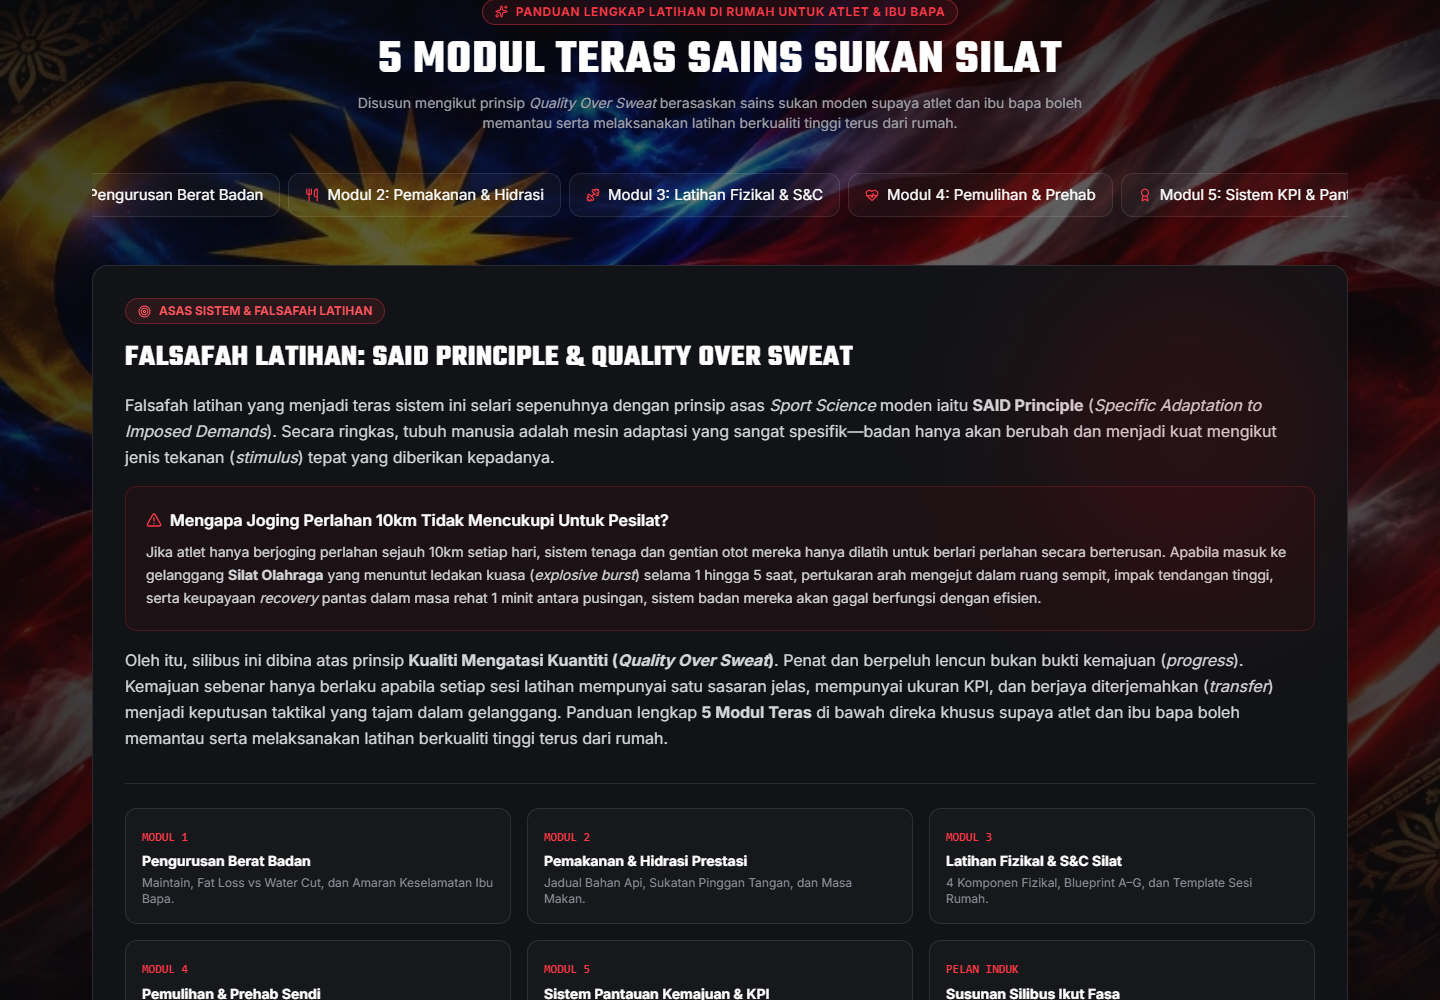 PANDUAN LENGKAP LATIHAN DI RUMAH UNTUK ATLET & IBU BAPA
5 MODUL TERAS SAINS SUKAN SILAT
Disusun mengikut prinsip Quality Over Sweat berasaskan sains sukan moden supaya atlet dan ibu bapa boleh
memantau serta melaksanakan latihan berkualiti tinggi terus dari rumah.
Pengurusan Berat Badan
Modul 2: Pemakanan & Hidrasi
Modul 3: Latihan Fizikal & S&C
Modul 4: Pemulihan & Prehab
Modul 5: Sistem KPI & Pant
ASAS SISTEM & FALSAFAH LATIHAN
FALSAFAH LATIHAN: SAID PRINCIPLE & QUALITY OVER SWEAT
Falsafah latihan yang menjadi teras sistem ini selari sepenuhnya dengan prinsip asas Sport Science moden iaitu SAID Principle (Specific Adaptation to
Imposed Demands). Secara ringkas, tubuh manusia adalah mesin adaptasi yang sangat spesifik—badan hanya akan berubah dan menjadi kuat mengikut
jenis tekanan (stimulus) tepat yang diberikan kepadanya.
Mengapa Joging Perlahan 10km Tidak Mencukupi Untuk Pesilat?
Jika atlet hanya berjoging perlahan sejauh 10km setiap hari, sistem tenaga dan gentian otot mereka hanya dilatih untuk berlari perlahan secara berterusan. Apabila masuk ke
gelanggang Silat Olahraga yang menuntut ledakan kuasa (explosive burst) selama 1 hingga 5 saat, pertukaran arah mengejut dalam ruang sempit, impak tendangan tinggi,
serta keupayaan recovery pantas dalam masa rehat 1 minit antara pusingan, sistem badan mereka akan gagal berfungsi dengan efisien.
Oleh itu, silibus ini dibina atas prinsip Kualiti Mengatasi Kuantiti (Quality Over Sweat). Penat dan berpeluh lencun bukan bukti kemajuan (progress).
Kemajuan sebenar hanya berlaku apabila setiap sesi latihan mempunyai satu sasaran jelas, mempunyai ukuran KPI, dan berjaya diterjemahkan (transfer)
menjadi keputusan taktikal yang tajam dalam gelanggang. Panduan lengkap 5 Modul Teras di bawah direka khusus supaya atlet dan ibu bapa boleh
memantau serta melaksanakan latihan berkualiti tinggi terus dari rumah.
MODUL 1
Pengurusan Berat Badan
Maintain, Fat Loss vs Water Cut, dan Amaran Keselamatan Ibu
Bapa.
MODUL 2
Pemakanan & Hidrasi Prestasi
Jadual Bahan Api, Sukatan Pinggan Tangan, dan Masa
Makan.
MODUL 3
Latihan Fizikal & S&C Silat
4 Komponen Fizikal, Blueprint A–G, dan Template Sesi
Rumah.
MODUL 4
Pemulihan & Prehab Sendi
MODUL 5
Sistem Pantauan Kemajuan & KPI
PELAN INDUK
Susunan Silibus Ikut Fasa